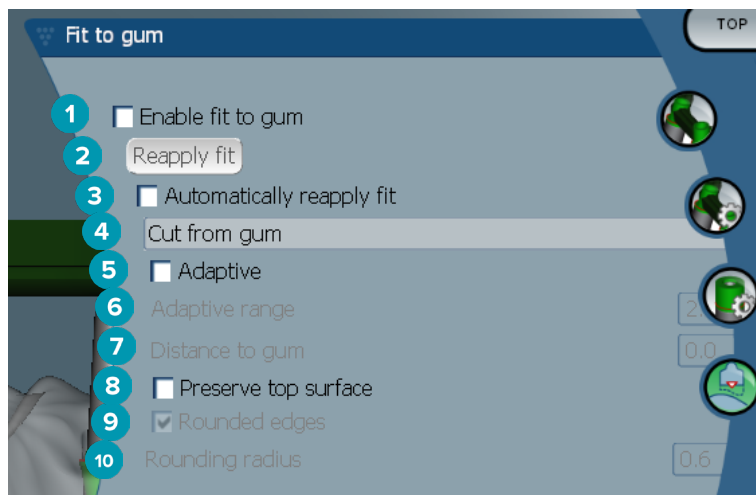 TOP
Fit to gum
1 Enable fit to gum
2 Reapply fit
3 Automatically reapply fit
4 Cut from gum
5 Adaptive
6 Adaptive range 2.
7 Distance to gum 0.0
8 Preserve top surface
9 Rounded edges
10 Rounding radius 0.6